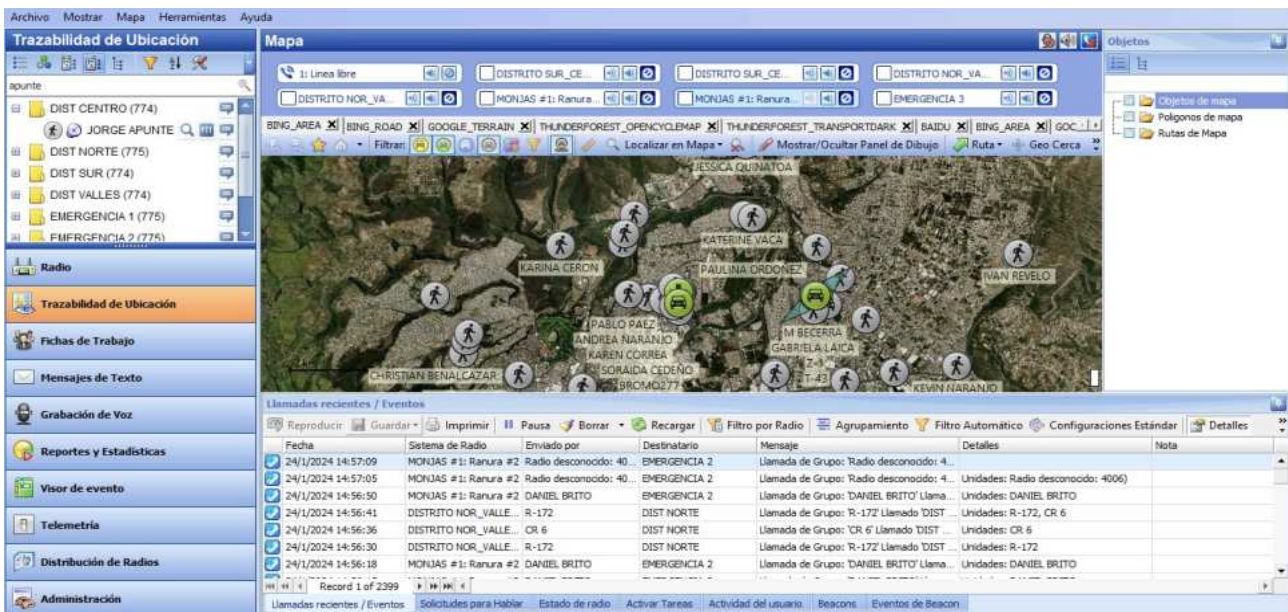 Archivo Mostrar Mapa Herramientas Ayuda
Trazabilidad de Ubicación
apunte
DIST CENTRO (774)
JORGE APUNTE
DIST NORTE (775)
DIST SUR (774)
DIST VALLES (774)
EMERGENCIA 1 (775)
EMERGENCIA 2 (775)
Radio
Trazabilidad de Ubicación
Fichas de Trabajo
Mensajes de Texto
Grabación de Voz
Reportes y Estadísticas
Visor de evento
Telemetría
Distribución de Radios
Administración
Mapa
1: Linea libre
DISTRITO SUR_CE...
DISTRITO SUR_CE...
DISTRITO NOR_VA...
DISTRITO NOR_VA...
MONJAS #1: Ranura...
MONJAS #1: Ranura...
EMERGENCIA 3
BING_AREA BING_ROAD GOOGLE_TERRAIN THUNDERFOREST_OPENCYCLEMAP THUNDERFOREST_TRANSPORTDARK BAIDU BING_AREA
Filtrar: Localizar en Mapa Mostrar/Ocultar Panel de Dibujo Ruta Geo Cerca
JESSICA QUINATOA
KATERINE VACA
KARINA CERON
PAULINA ORDOÑEZ
IVAN REVELO
PABLO PAEZ
ANDREA NARANJO
KAREN CORREA
SORAIDA CEDEÑO
BROMO277
M BECERRA
GABRIELA LAICA
T-43
CHRISTIAN BENALCAZAR
KEVIN NARANJO
Objetos
Objetos de mapa
Poligonos de mapa
Rutas de Mapa
Llamadas recientes / Eventos
Reproducir Guardar Imprimir Pausa Borrar Recargar Filtro por Radio Agrupamiento Filtro Automático Configuraciones Estándar Detalles
Fecha Sistema de Radio Enviado por Destinatario Mensaje Detalles Nota
24/1/2024 14:57:09 MONJAS #1: Ranura #2 Radio desconocido: 40... EMERGENCIA 2 Llamada de Grupo: 'Radio desconocido: 4...
24/1/2024 14:57:05 MONJAS #1: Ranura #2 Radio desconocido: 40... EMERGENCIA 2 Llamada de Grupo: 'Radio desconocido: 4... Unidades: Radio desconocido: 4006)
24/1/2024 14:56:50 MONJAS #1: Ranura #2 DANIEL BRITO EMERGENCIA 2 Llamada de Grupo: 'DANIEL BRITO' Llama... Unidades: DANIEL BRITO
24/1/2024 14:56:41 DISTRITO NOR_VALLE... R-172 DIST NORTE Llamada de Grupo: 'R-172' Llamado 'DIST ... Unidades: R-172, CR 6
24/1/2024 14:56:36 DISTRITO NOR_VALLE... CR 6 DIST NORTE Llamada de Grupo: 'CR 6' Llamado 'DIST ... Unidades: CR 6
24/1/2024 14:56:30 DISTRITO NOR_VALLE... R-172 DIST NORTE Llamada de Grupo: 'R-172' Llamado 'DIST ... Unidades: R-172
24/1/2024 14:56:18 MONJAS #1: Ranura #2 DANIEL BRITO EMERGENCIA 2 Llamada de Grupo: 'DANIEL BRITO' Llama... Unidades: DANIEL BRITO
Record 1 of 2399
Llamadas recientes / Eventos Solicitudes para Hablar Estado de radio Activar Tareas Actividad del usuario Beacons Eventos de Beacon